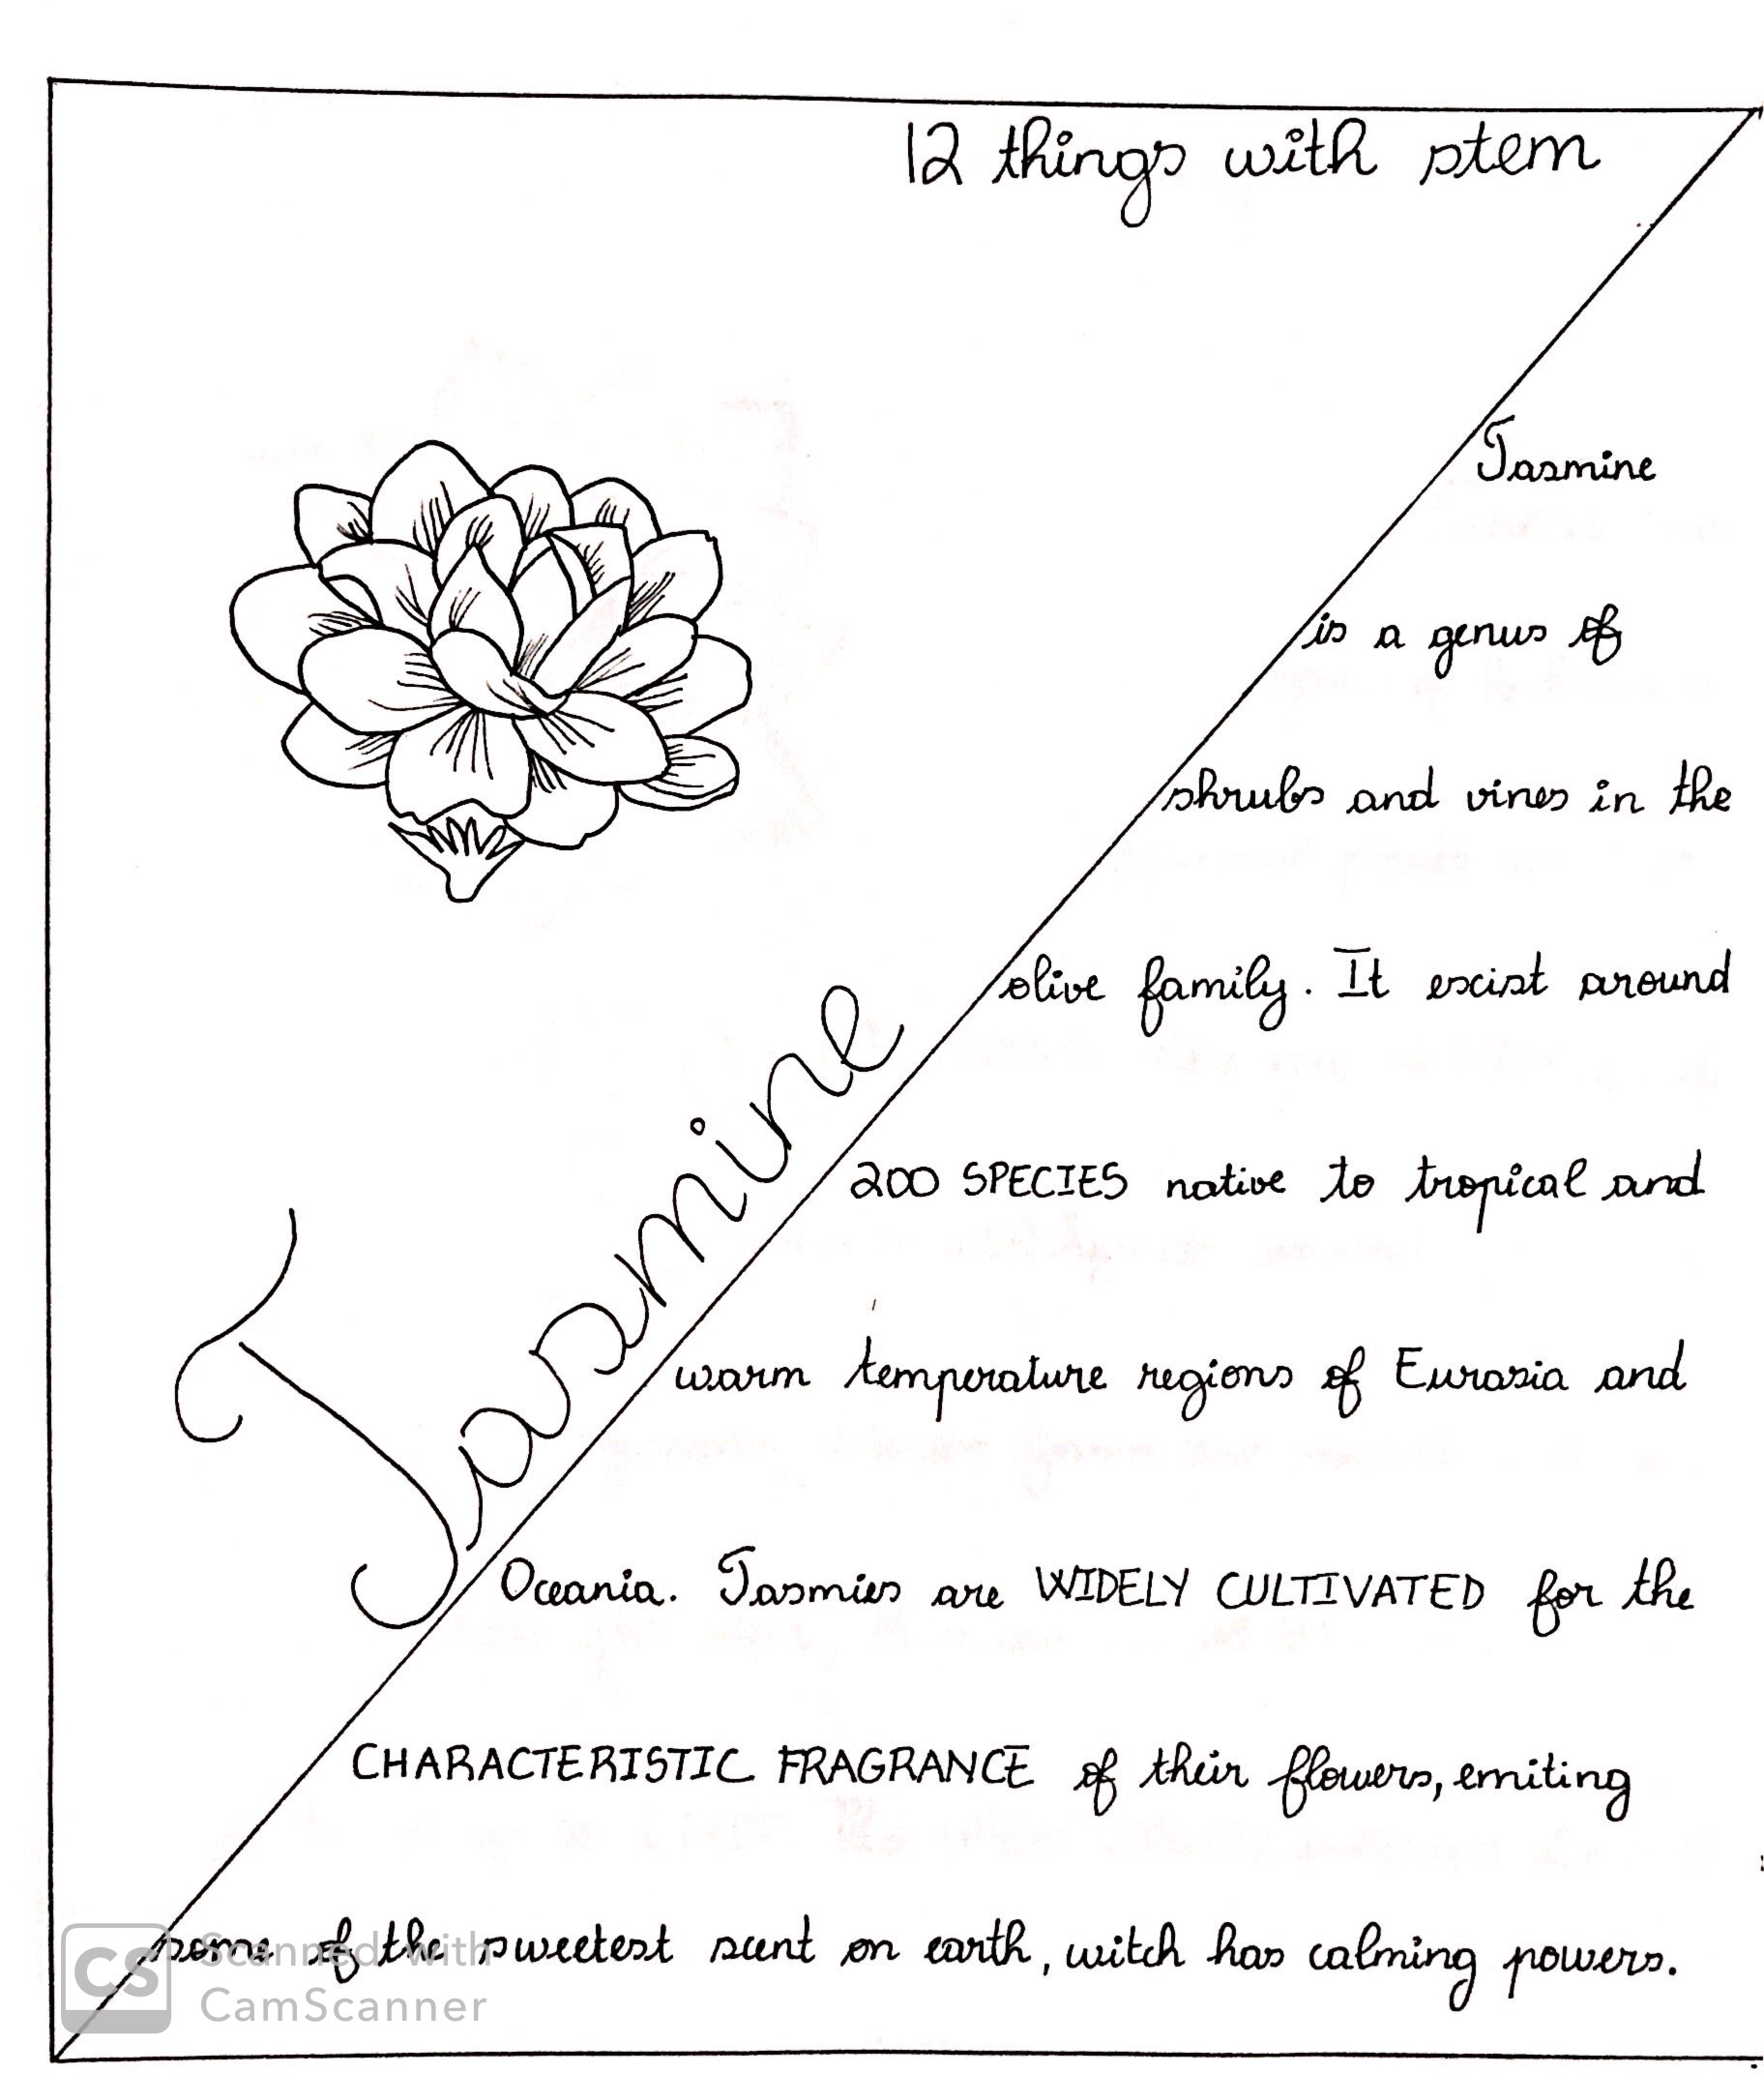 12 things with stem
Jasmine
is a genus of
shrubs and vines in the
olive family. It escist around
Jasmine
200 SPECIES native to tropical and
warm temperature regions of Eurasia and
Oceania. Jasmies are WIDELY CULTIVATED for the
CHARACTERISTIC FRAGRANCE of their flowers, emiting
some of the sweetest scent on earth, witch has calming powers.
CS Scanned with
CamScanner